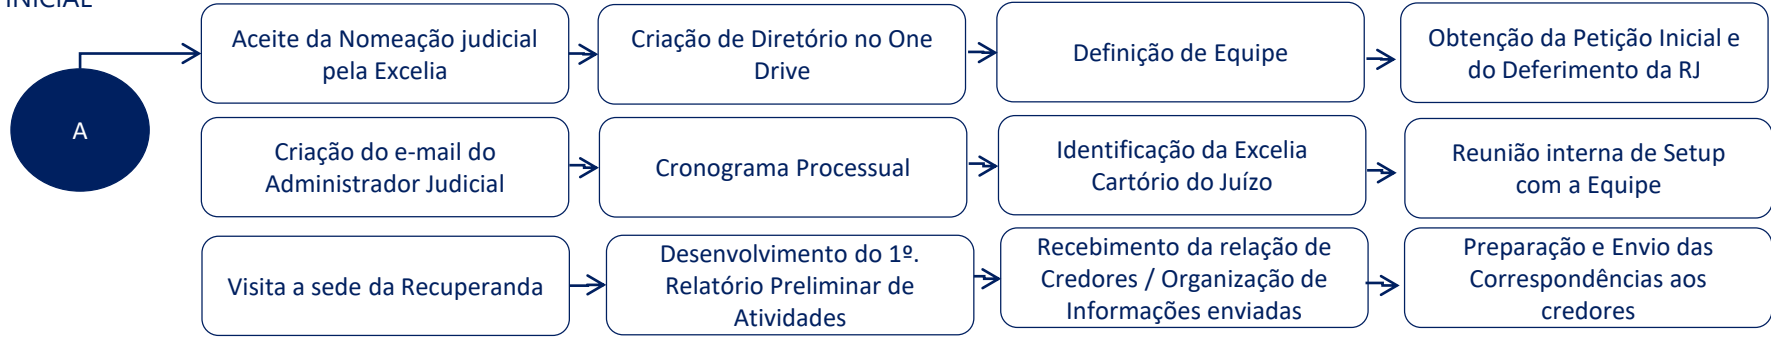 INICIAL
A
Aceite da Nomeação judicial
pela Excelia
Criação de Diretório no One
Drive
Definição de Equipe
Obtenção da Petição Inicial e
do Deferimento da RJ
Criação do e-mail do
Administrador Judicial
Cronograma Processual
Identificação da Excelia
Cartório do Juízo
Reunião interna de Setup
com a Equipe
Visita a sede da Recuperanda
Desenvolvimento do 1º.
Relatório Preliminar de
Atividades
Recebimento da relação de
Credores / Organização de
Informações enviadas
Preparação e Envio das
Correspondências aos
credores